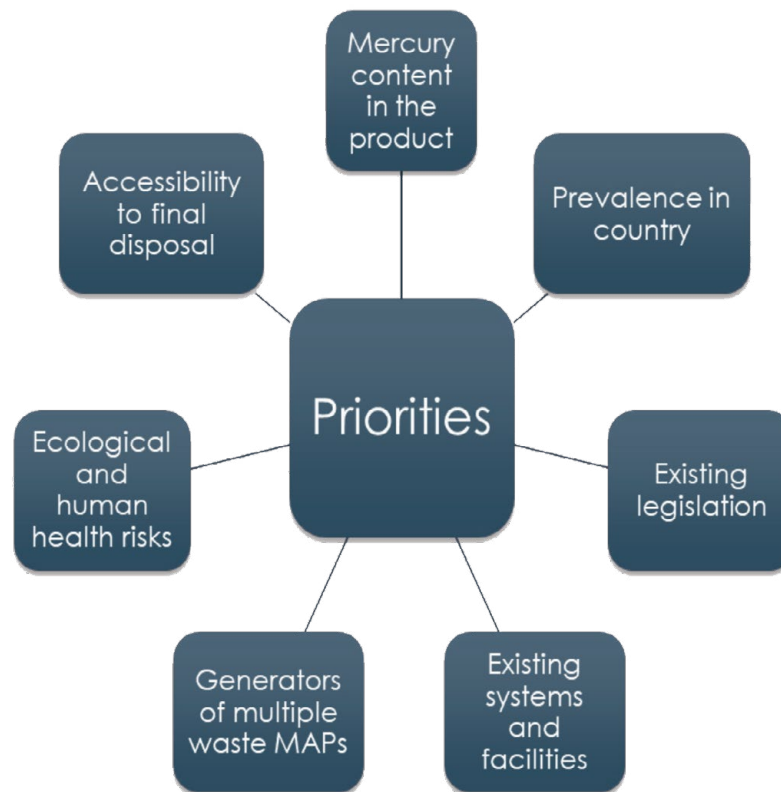 Mercury
content
in the
product
Accessibility
to final
disposal
Prevalence in
country
Priorities
Ecological
and
human
health risks
Existing
legislation
Generators
of multiple
waste MAPs
Existing
systems
and
facilities